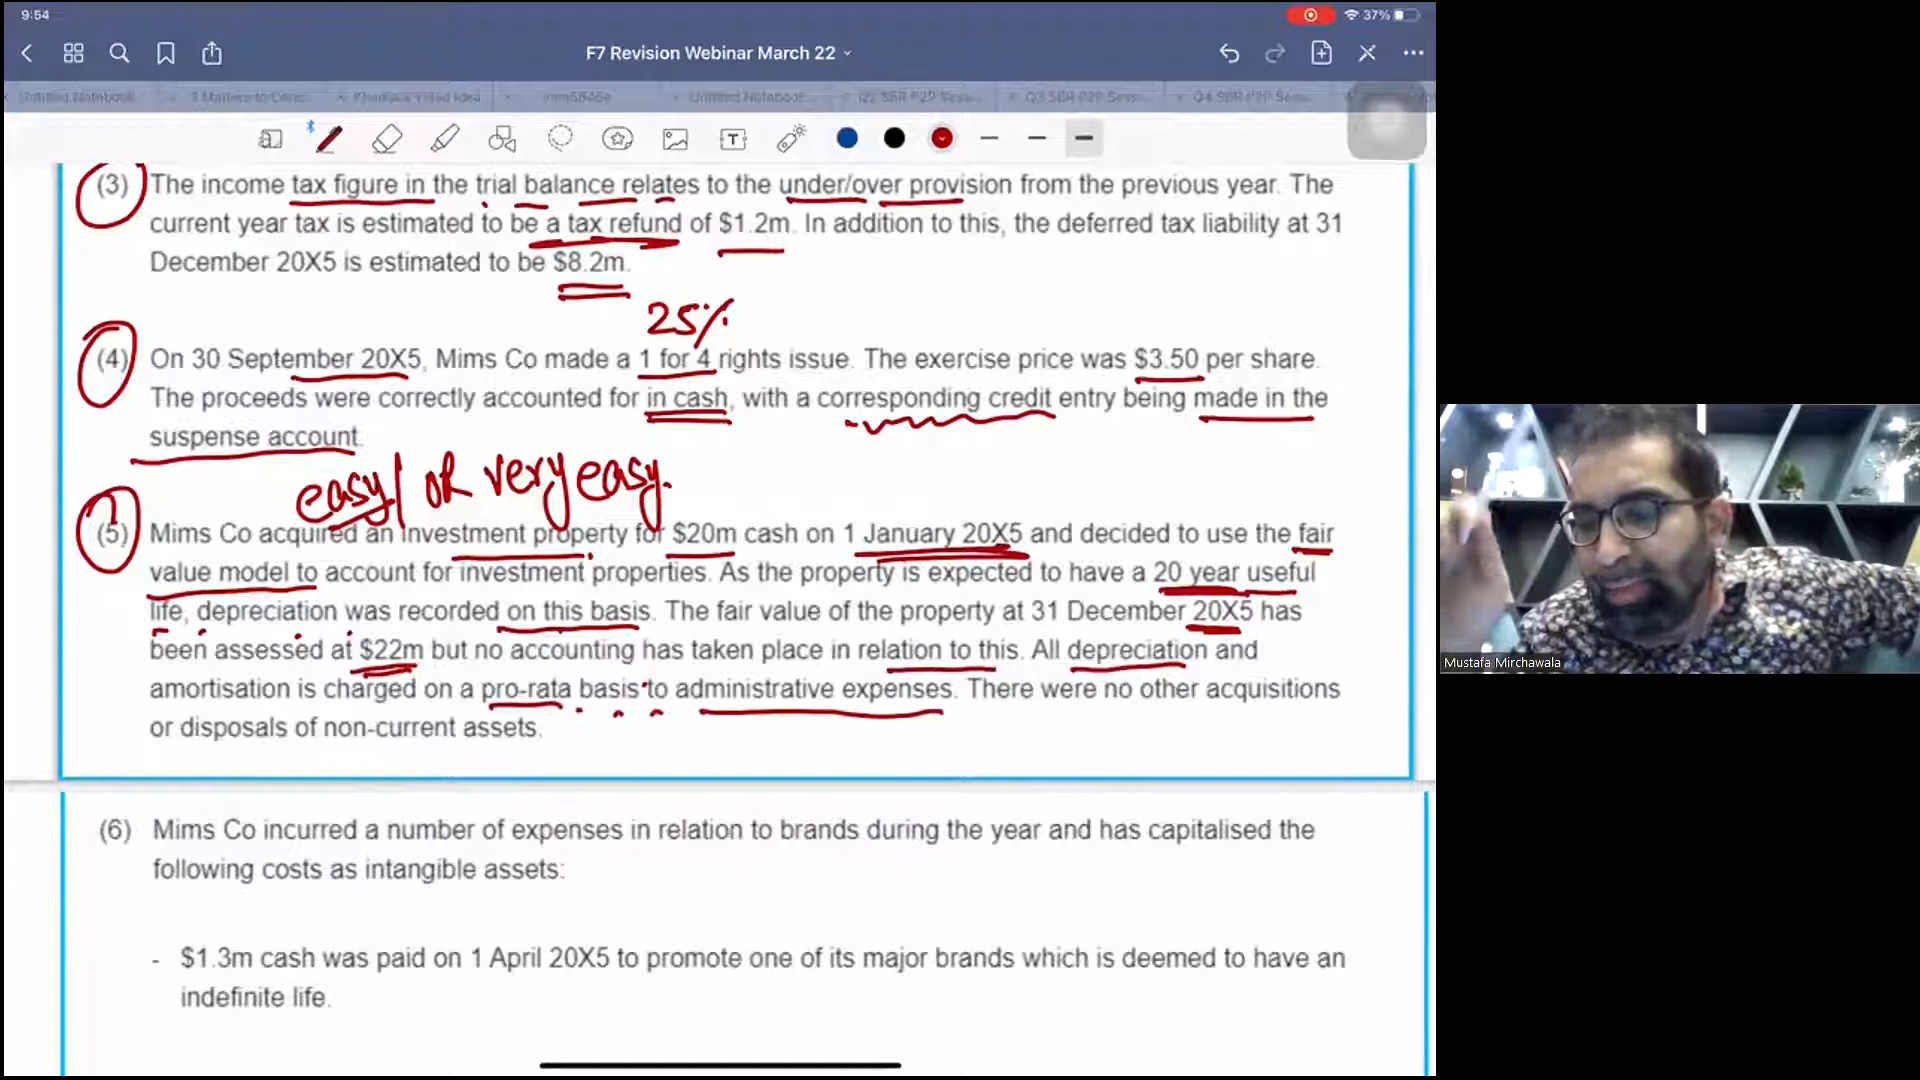 9:54
37%
F7 Revision Webinar March 22
Untitled Notebook
Untitled Notebook...
(3) The income tax figure in the trial balance relates to the under/over provision from the previous year. The
current year tax is estimated to be a tax refund of $1.2m. In addition to this, the deferred tax liability at 31
December 20X5 is estimated to be $8.2m.
25%
(4) On 30 September 20X5, Mims Co made a 1 for 4 rights issue. The exercise price was $3.50 per share.
The proceeds were correctly accounted for in cash, with a corresponding credit entry being made in the
suspense account.
easy/ or very easy.
(5) Mims Co acquired an investment property for $20m cash on 1 January 20X5 and decided to use the fair
value model to account for investment properties. As the property is expected to have a 20 year useful
life, depreciation was recorded on this basis. The fair value of the property at 31 December 20X5 has
been assessed at $22m but no accounting has taken place in relation to this. All depreciation and
amortisation is charged on a pro-rata basis to administrative expenses. There were no other acquisitions
or disposals of non-current assets.
(6) Mims Co incurred a number of expenses in relation to brands during the year and has capitalised the
following costs as intangible assets:
- $1.3m cash was paid on 1 April 20X5 to promote one of its major brands which is deemed to have an
indefinite life.
Mustafa Mirchawala